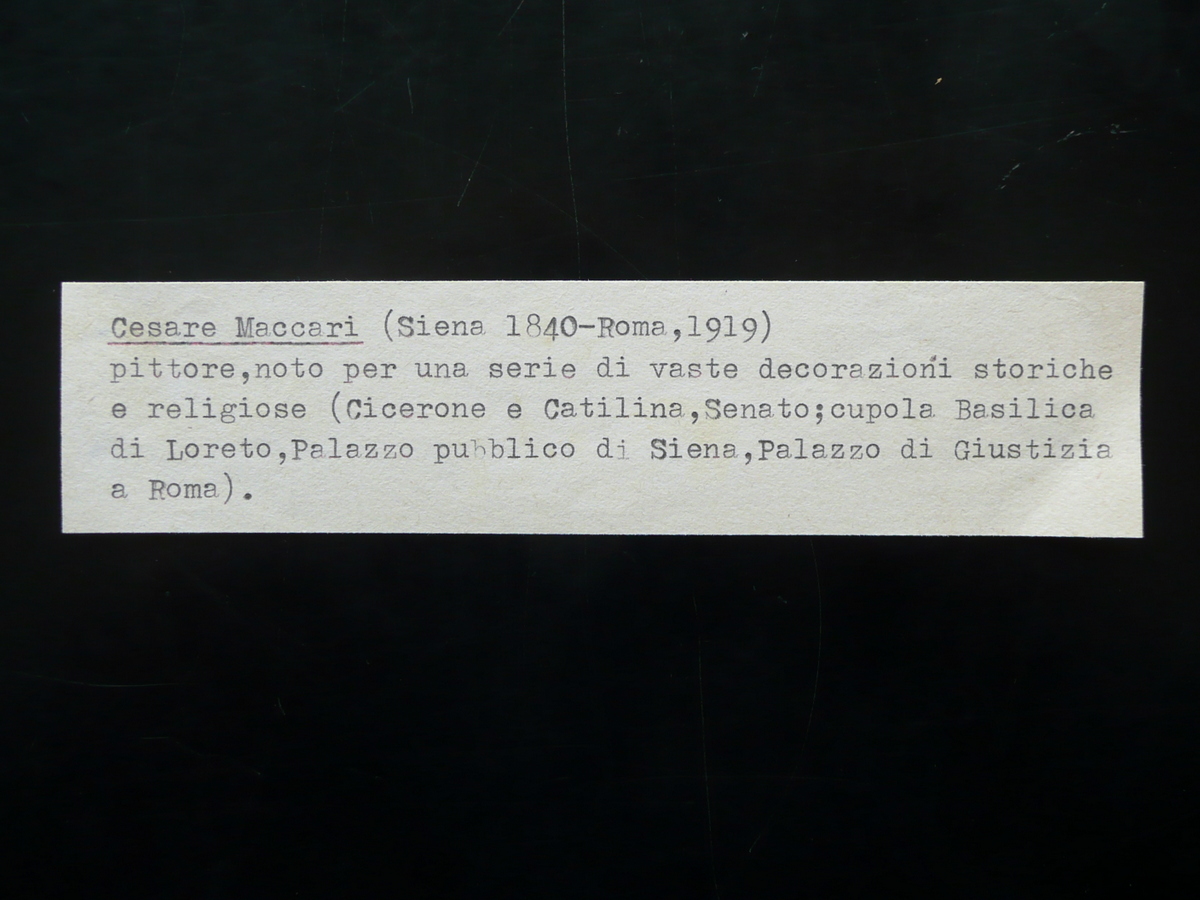 Cesare Maccari (Siena 1840-Roma,1919)
pittore,noto per una serie di vaste decorazioni storiche
e religiose (Cicerone e Catilina,Senato;cupola Basilica
di Loreto,Palazzo pubblico di Siena,Palazzo di Giustizia
a Roma).